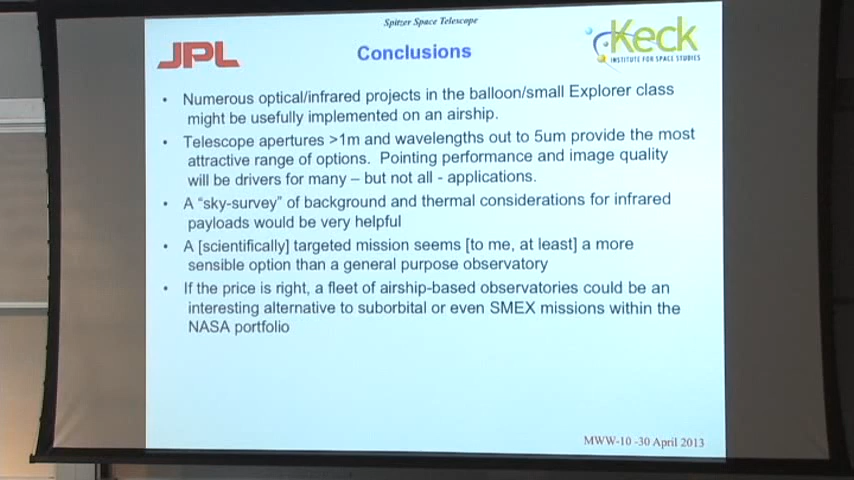 Spitzer Space Telescope
JPL
Conclusions
Keck
INSTITUTE FOR SPACE STUDIES
• Numerous optical/infrared projects in the balloon/small Explorer class
might be usefully implemented on an airship.
• Telescope apertures >1m and wavelengths out to 5um provide the most
attractive range of options. Pointing performance and image quality
will be drivers for many – but not all - applications.
• A “sky-survey” of background and thermal considerations for infrared
payloads would be very helpful
• A [scientifically] targeted mission seems [to me, at least] a more
sensible option than a general purpose observatory
• If the price is right, a fleet of airship-based observatories could be an
interesting alternative to suborbital or even SMEX missions within the
NASA portfolio
MWW-10 -30 April 2013